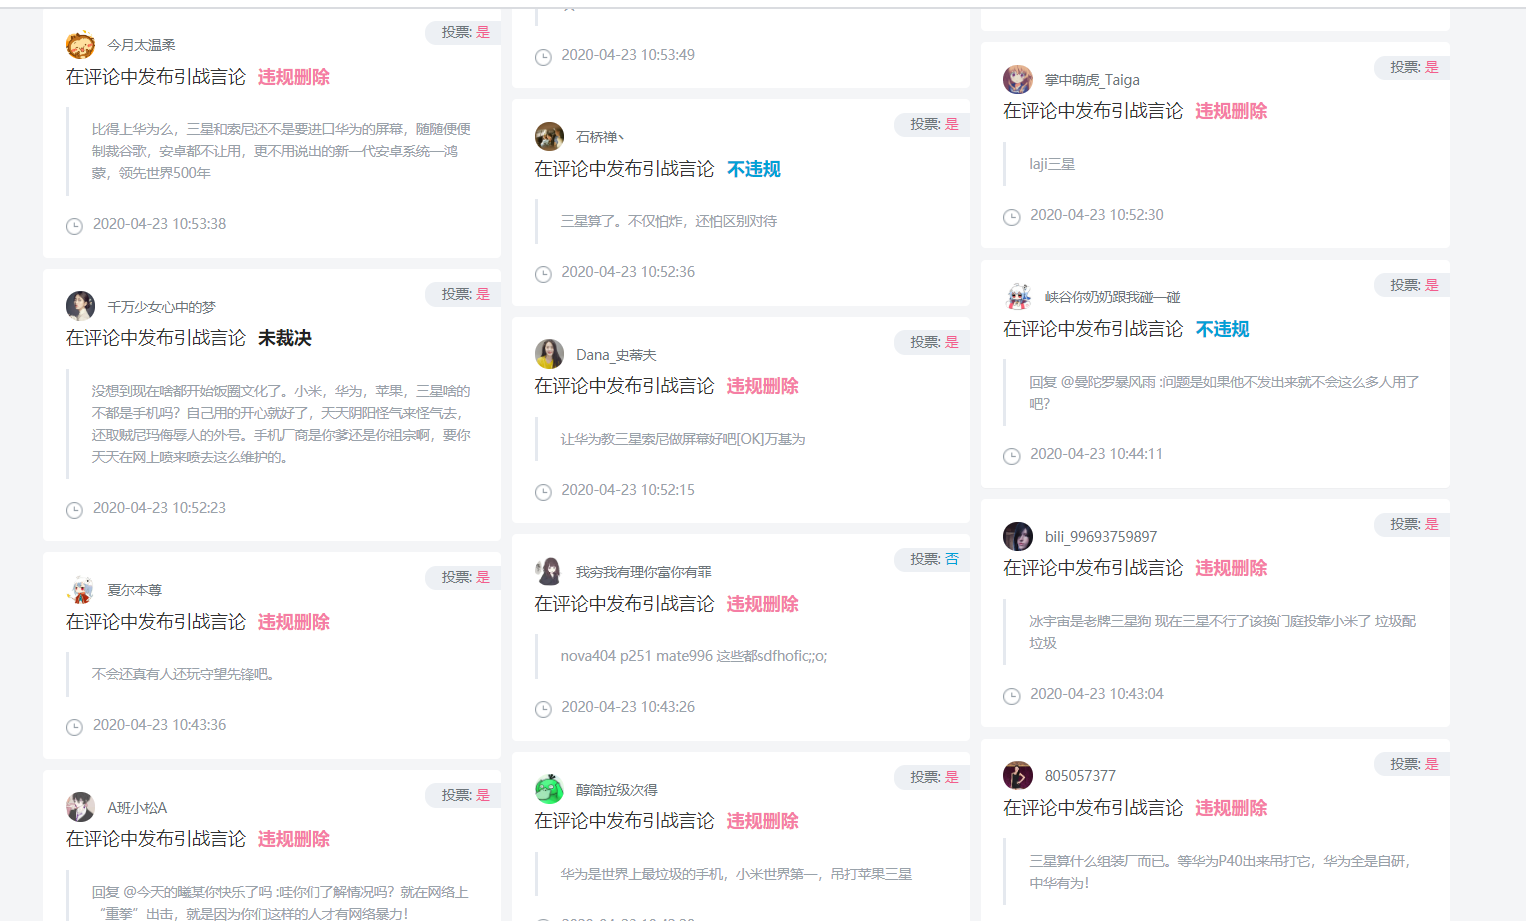 今月太温柔
投票: 是
在评论中发布引战言论 违规删除
比得上华为么，三星和索尼还不是要进口华为的屏幕，随随便便
制裁谷歌，安卓都不让用，更不用说出的新一代安卓系统—鸿
蒙，领先世界500年
2020-04-23 10:53:38
千万少女心中的梦
投票: 是
在评论中发布引战言论 未裁决
没想到现在啥都开始饭圈文化了。小米，华为，苹果，三星啥的
不都是手机吗？自己用的开心就好了，天天阴阳怪气来怪气去，
还取贼尼玛侮辱人的外号。手机厂商是你爹还是你祖宗啊，要你
天天在网上喷来喷去这么维护的。
2020-04-23 10:52:23
夏尔本尊
投票: 是
在评论中发布引战言论 违规删除
不会还真有人还玩守望先锋吧。
2020-04-23 10:43:36
A班小松A
投票: 是
在评论中发布引战言论 违规删除
回复 @今天的曦某你快乐了吗 :哇你们了解情况吗？就在网络上
“重拳”出击，就是因为你们这样的人才有网络暴力！
2020-04-23 10:53:49
石桥禅丶
投票: 是
在评论中发布引战言论 不违规
三星算了。不仅怕炸，还怕区别对待
2020-04-23 10:52:36
Dana_史蒂夫
投票: 是
在评论中发布引战言论 违规删除
让华为教三星索尼做屏幕好吧[OK]万基为
2020-04-23 10:52:15
我穷我有理你富你有罪
投票: 否
在评论中发布引战言论 违规删除
nova404 p251 mate996 这些都sdfhofic;;o;
2020-04-23 10:43:26
醇简拉级次得
投票: 是
在评论中发布引战言论 违规删除
华为是世界上最垃圾的手机，小米世界第一，吊打苹果三星
掌中萌虎_Taiga
投票: 是
在评论中发布引战言论 违规删除
laji三星
2020-04-23 10:52:30
峡谷你奶奶跟我碰一碰
投票: 是
在评论中发布引战言论 不违规
回复 @曼陀罗暴风雨 :问题是如果他不发出来就不会这么多人用了
吧？
2020-04-23 10:44:11
bili_99693759897
投票: 是
在评论中发布引战言论 违规删除
冰宇宙是老牌三星狗 现在三星不行了该换门庭投靠小米了 垃圾配
垃圾
2020-04-23 10:43:04
805057377
投票: 是
在评论中发布引战言论 违规删除
三星算什么组装厂而已。等华为P40出来吊打它，华为全是自研，
中华有为！